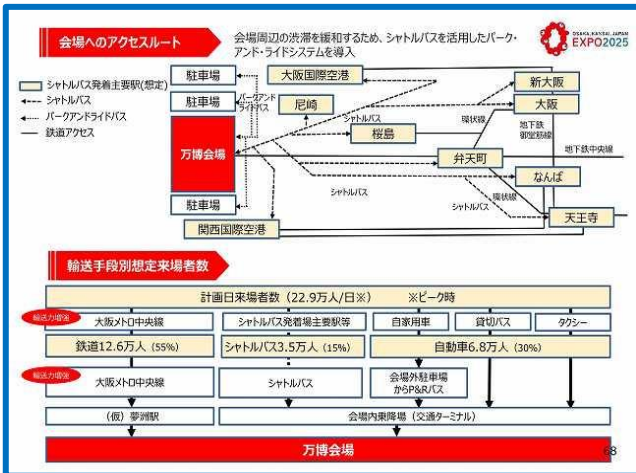 会場へのアクセスルート
会場周辺の渋滞を緩和するため、シャトルバスを活用したパーク・
アンド・ライドシステムを導入
OSAKA, KANSAI, JAPAN
EXPO2025
シャトルバス発着主要駅(想定)
シャトルバス
パークアンドライドバス
鉄道アクセス
駐車場
駐車場
万博会場
駐車場
パークアンド
ライドバス
大阪国際空港
尼崎
シャトルバス
桜島
新大阪
大阪
環状線
地下鉄
御堂筋線
地下鉄中央線
弁天町
なんば
シャトルバス
環状線
シャトルバス
天王寺
関西国際空港
輸送手段別想定来場者数
計画日来場者数(22.9万人/日※) ※ピーク時
輸送力増強
大阪メトロ中央線
シャトルバス発着場主要駅等
自家用車
貸切バス
タクシー
鉄道12.6万人 (55%)
シャトルバス3.5万人 (15%)
自動車6.8万人 (30%)
輸送力増強
大阪メトロ中央線
シャトルバス
会場外駐車場
からP&Rバス
(仮) 夢洲駅
会場内乗降場(交通ターミナル)
万博会場
68